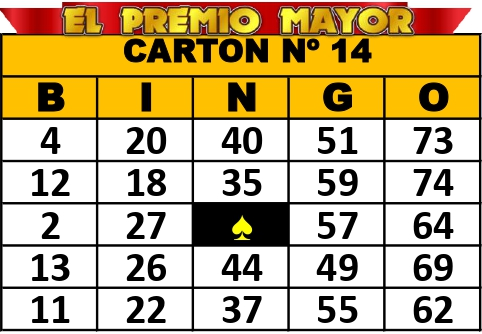 EL PREMIO MAYOR
CARTON Nº 14
B I N G O
4 20 40 51 73
12 18 35 59 74
2 27 ♠ 57 64
13 26 44 49 69
11 22 37 55 62